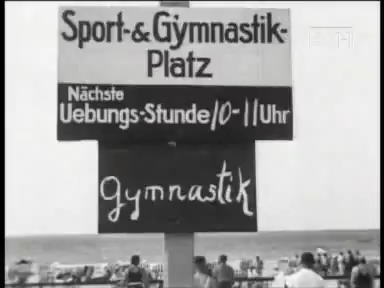 Sport-& Gymnastik-
Platz
Nächste
Uebungs-Stunde 10-11 Uhr
Gymnastik